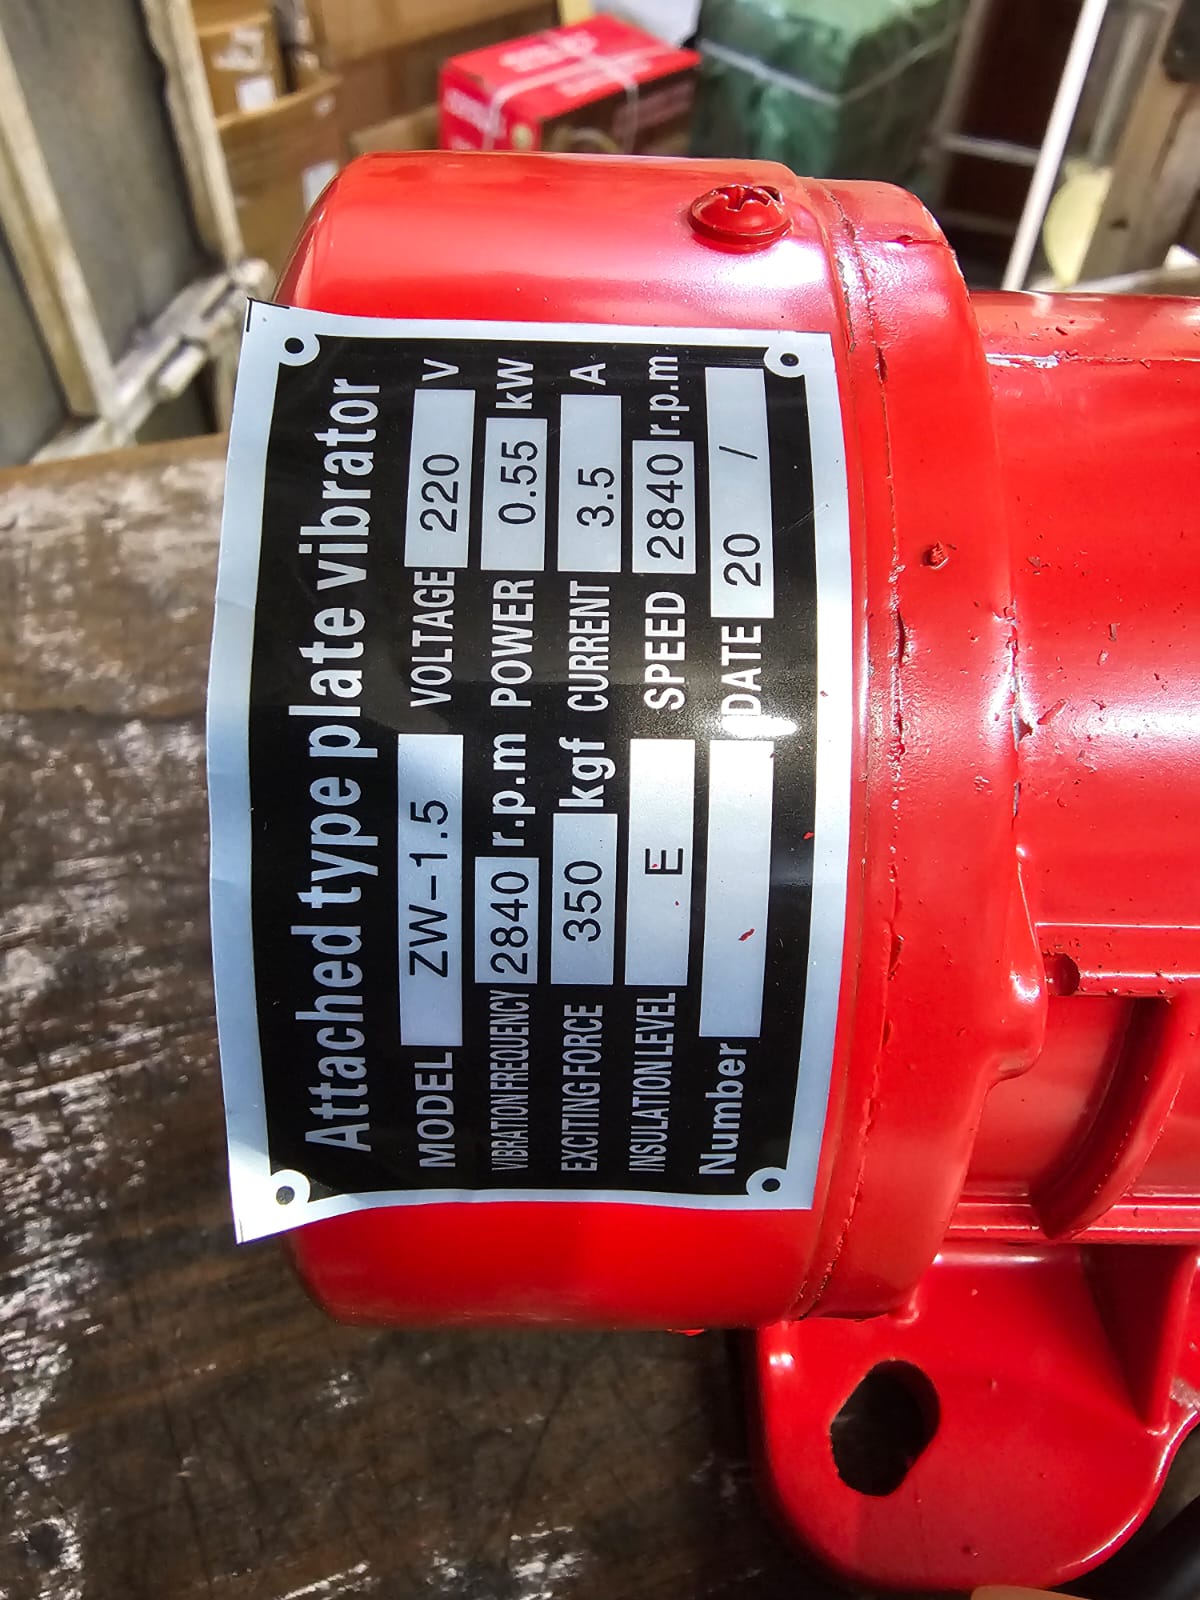 Attached type plate vibrator
MODEL ZW-1.5 VOLTAGE 220 V
VIBRATION FREQUENCY 2840 r.p.m POWER 0.55 kW
EXCITING FORCE 350 kgf CURRENT 3.5 A
INSULATION LEVEL E SPEED 2840 r.p.m
Number DATE 20 /